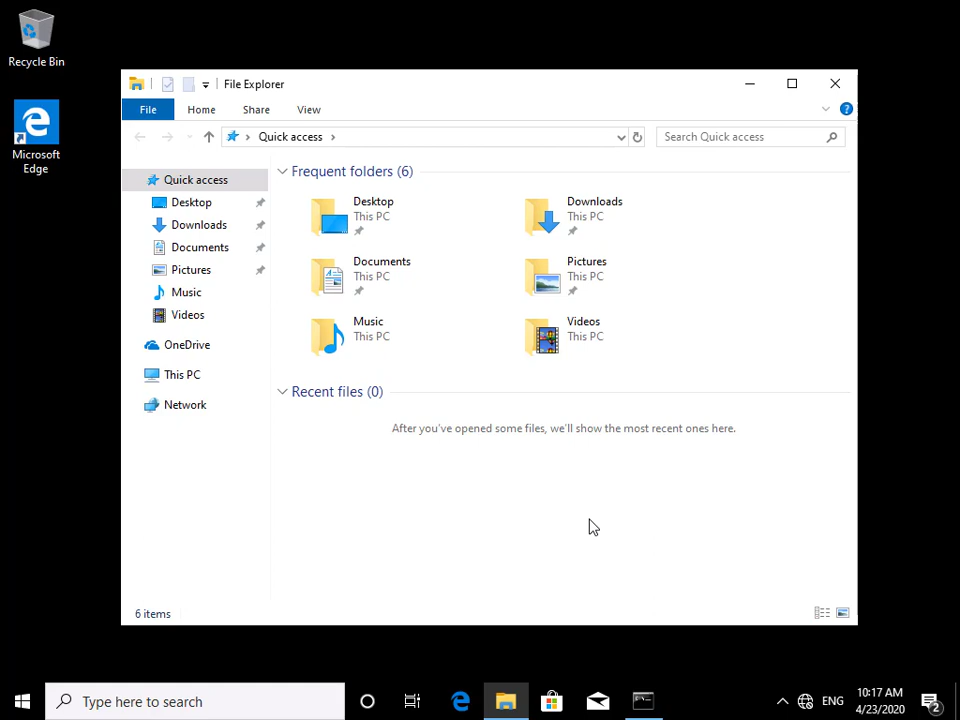 Recycle Bin
Microsoft
Edge
File Explorer
File
Home
Share
View
Quick access
Search Quick access
Quick access
Desktop
Downloads
Documents
Pictures
Music
Videos
OneDrive
This PC
Network
Frequent folders (6)
Desktop
This PC
Downloads
This PC
Documents
This PC
Pictures
This PC
Music
This PC
Videos
This PC
Recent files (0)
After you've opened some files, we'll show the most recent ones here.
6 items
Type here to search
ENG
10:17 AM
4/23/2020
2